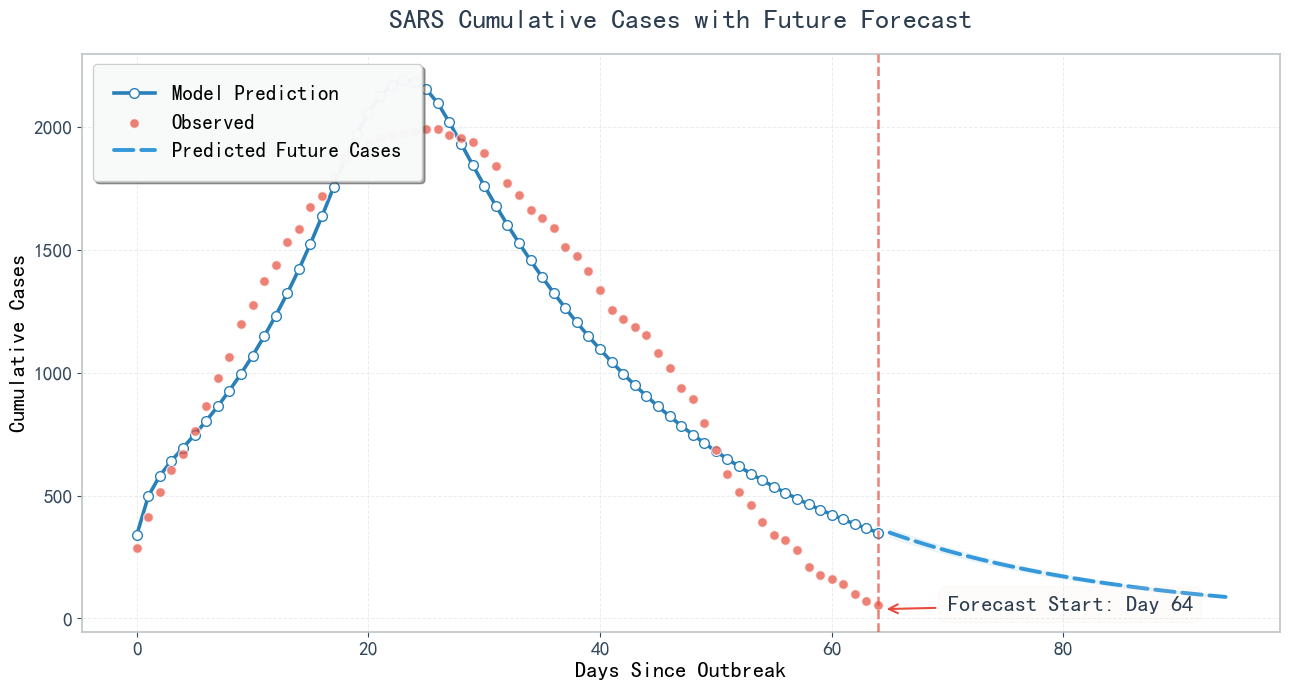 SARS Cumulative Cases with Future Forecast
Model Prediction
Observed
Predicted Future Cases
Cumulative Cases
2000
1500
1000
500
0
Forecast Start: Day 64
0 20 40 60 80
Days Since Outbreak